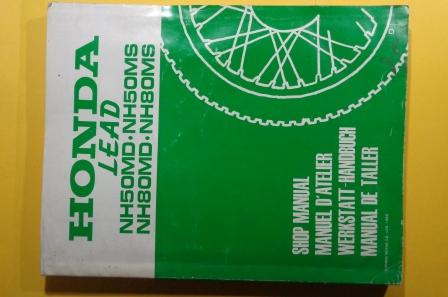 HONDA
LEAD
NH50MD·NH50MS
NH80MD·NH80MS
SHOP MANUAL
MANUEL D'ATELIER
WERKSTATT-HANDBUCH
MANUAL DE TALLER